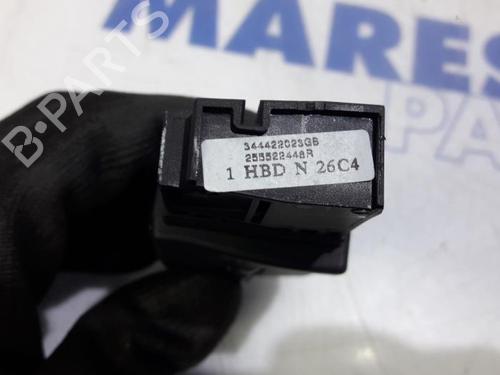 MARES
PA
B-PARTS
344422023GB
255522448R
1 HBD N 26C4